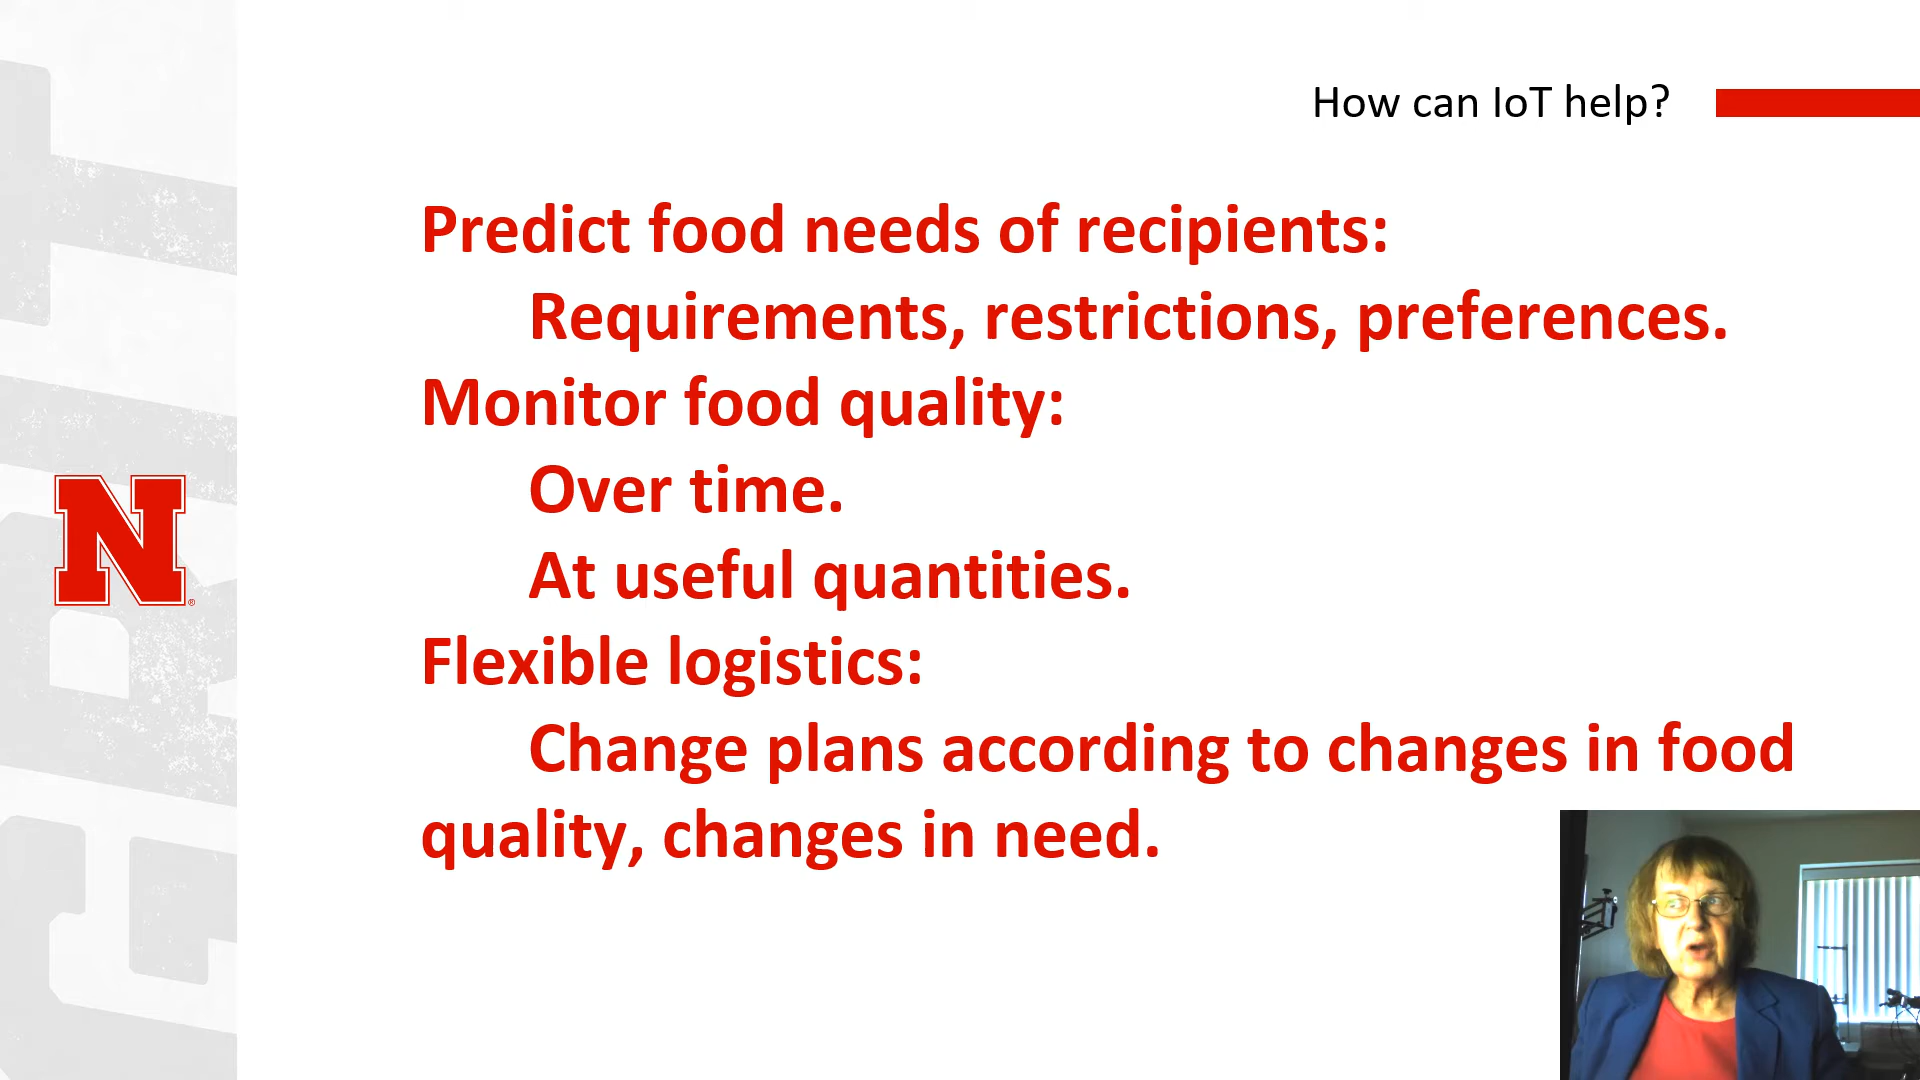 How can IoT help?
Predict food needs of recipients:
Requirements, restrictions, preferences.
Monitor food quality:
Over time.
At useful quantities.
Flexible logistics:
Change plans according to changes in food
quality, changes in need.
N®